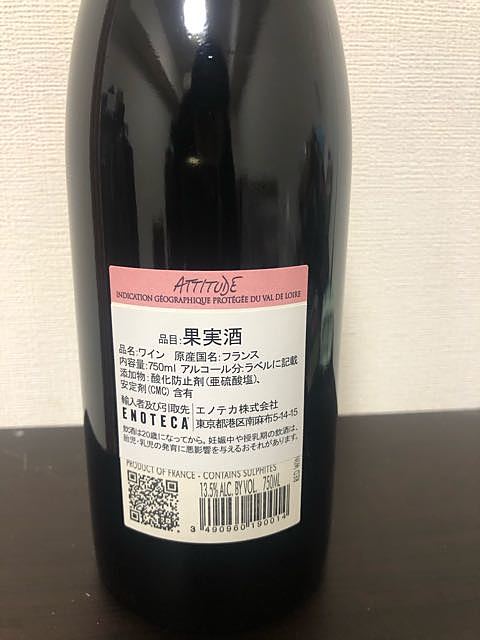 ATTITUDE
INDICATION GÉOGRAPHIQUE PROTÉGÉE DU VAL DE LOIRE
品目:果実酒
品名:ワイン 原産国名:フランス
内容量:750ml アルコール分:ラベルに記載
添加物:酸化防止剤(亜硫酸塩)、
安定剤(CMC)含有
輸入者及び引取先 エノテカ株式会社
ENOTECA 東京都港区南麻布5-14-15
飲酒は20歳になってから。妊娠中や授乳期の飲酒は、
胎児・乳児の発育に悪影響を与えるおそれがあります。
PRODUCT OF FRANCE - CONTAINS SULPHITES
13.5% ALC. BY VOL. 750ML
3 490960 190014